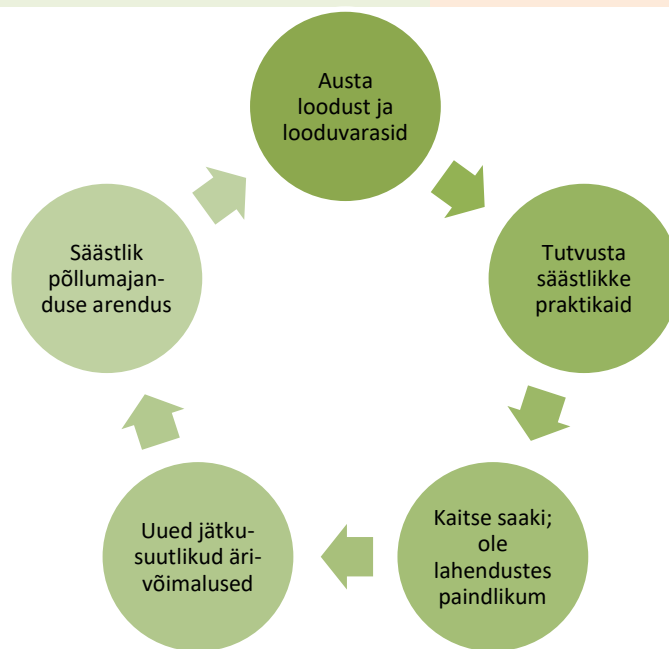 Austa
loodust ja
looduvarasid
Tutvusta
säästlikke
praktikaid
Kaitse saaki;
ole
lahendustes
paindlikum
Uued jätku-
suutlikud äri-
võimalused
Säästlik
põllumajan-
duse arendus